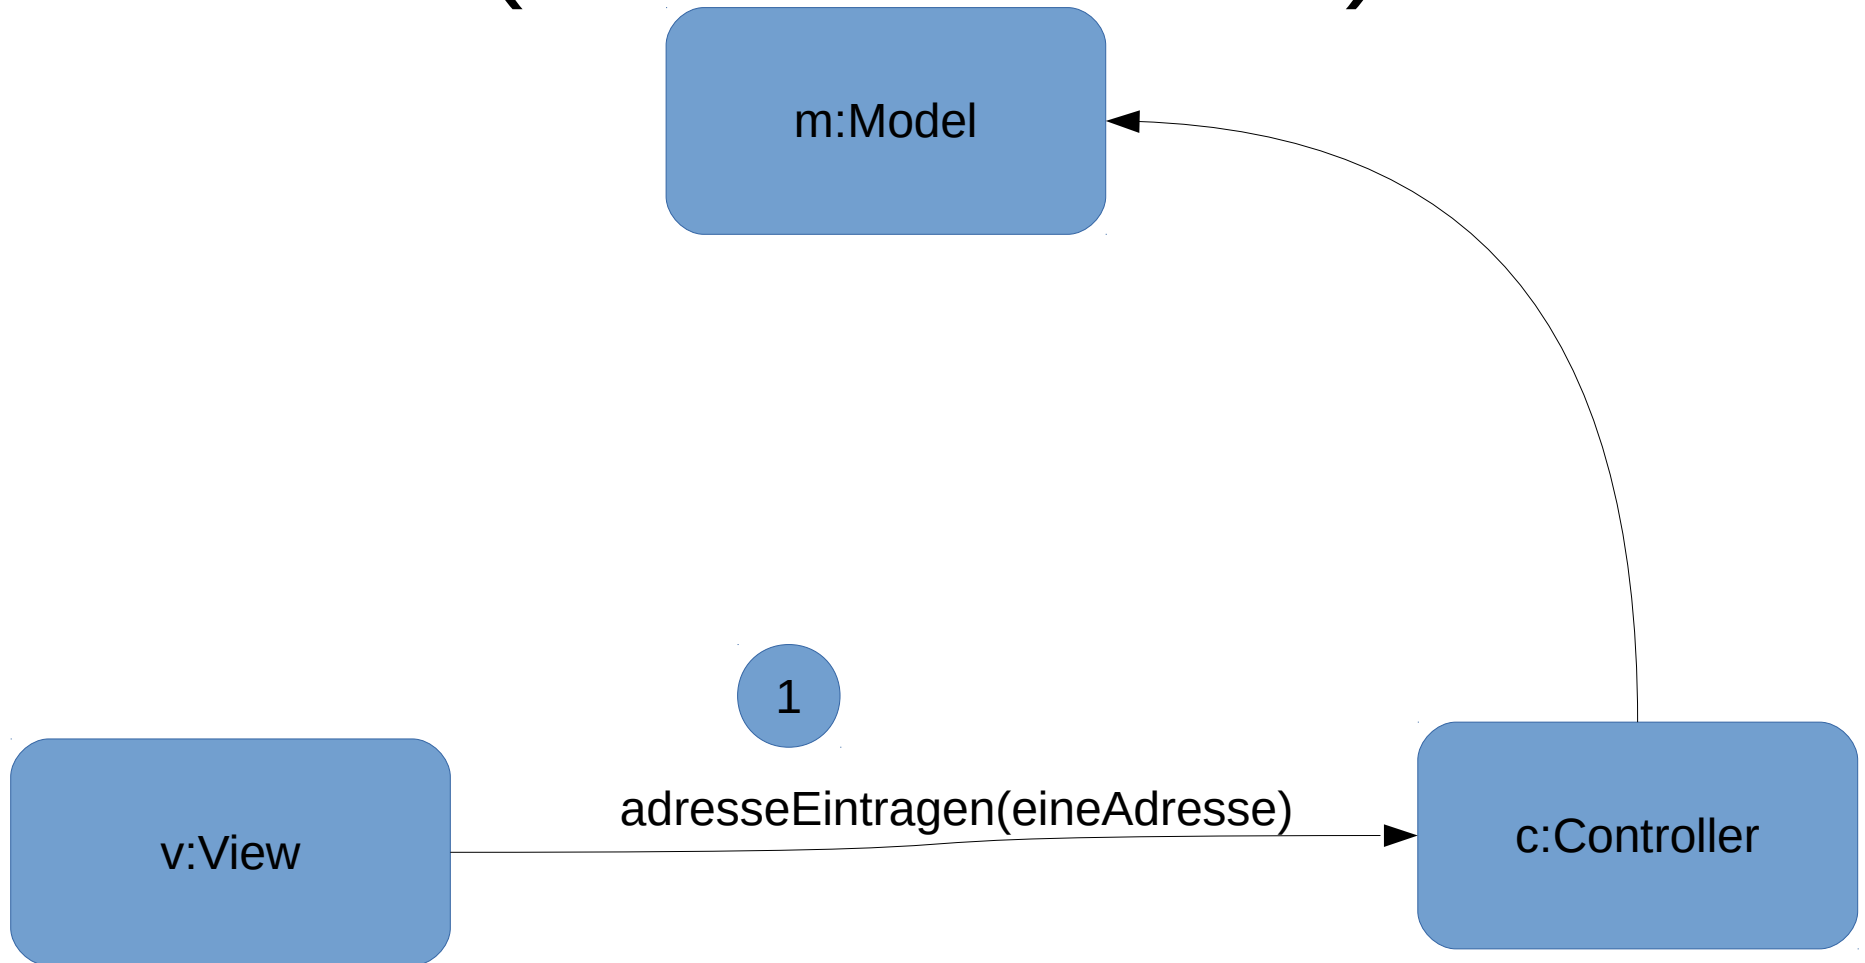 m:Model
1
adresseEintragen(eineAdresse)
v:View
c:Controller